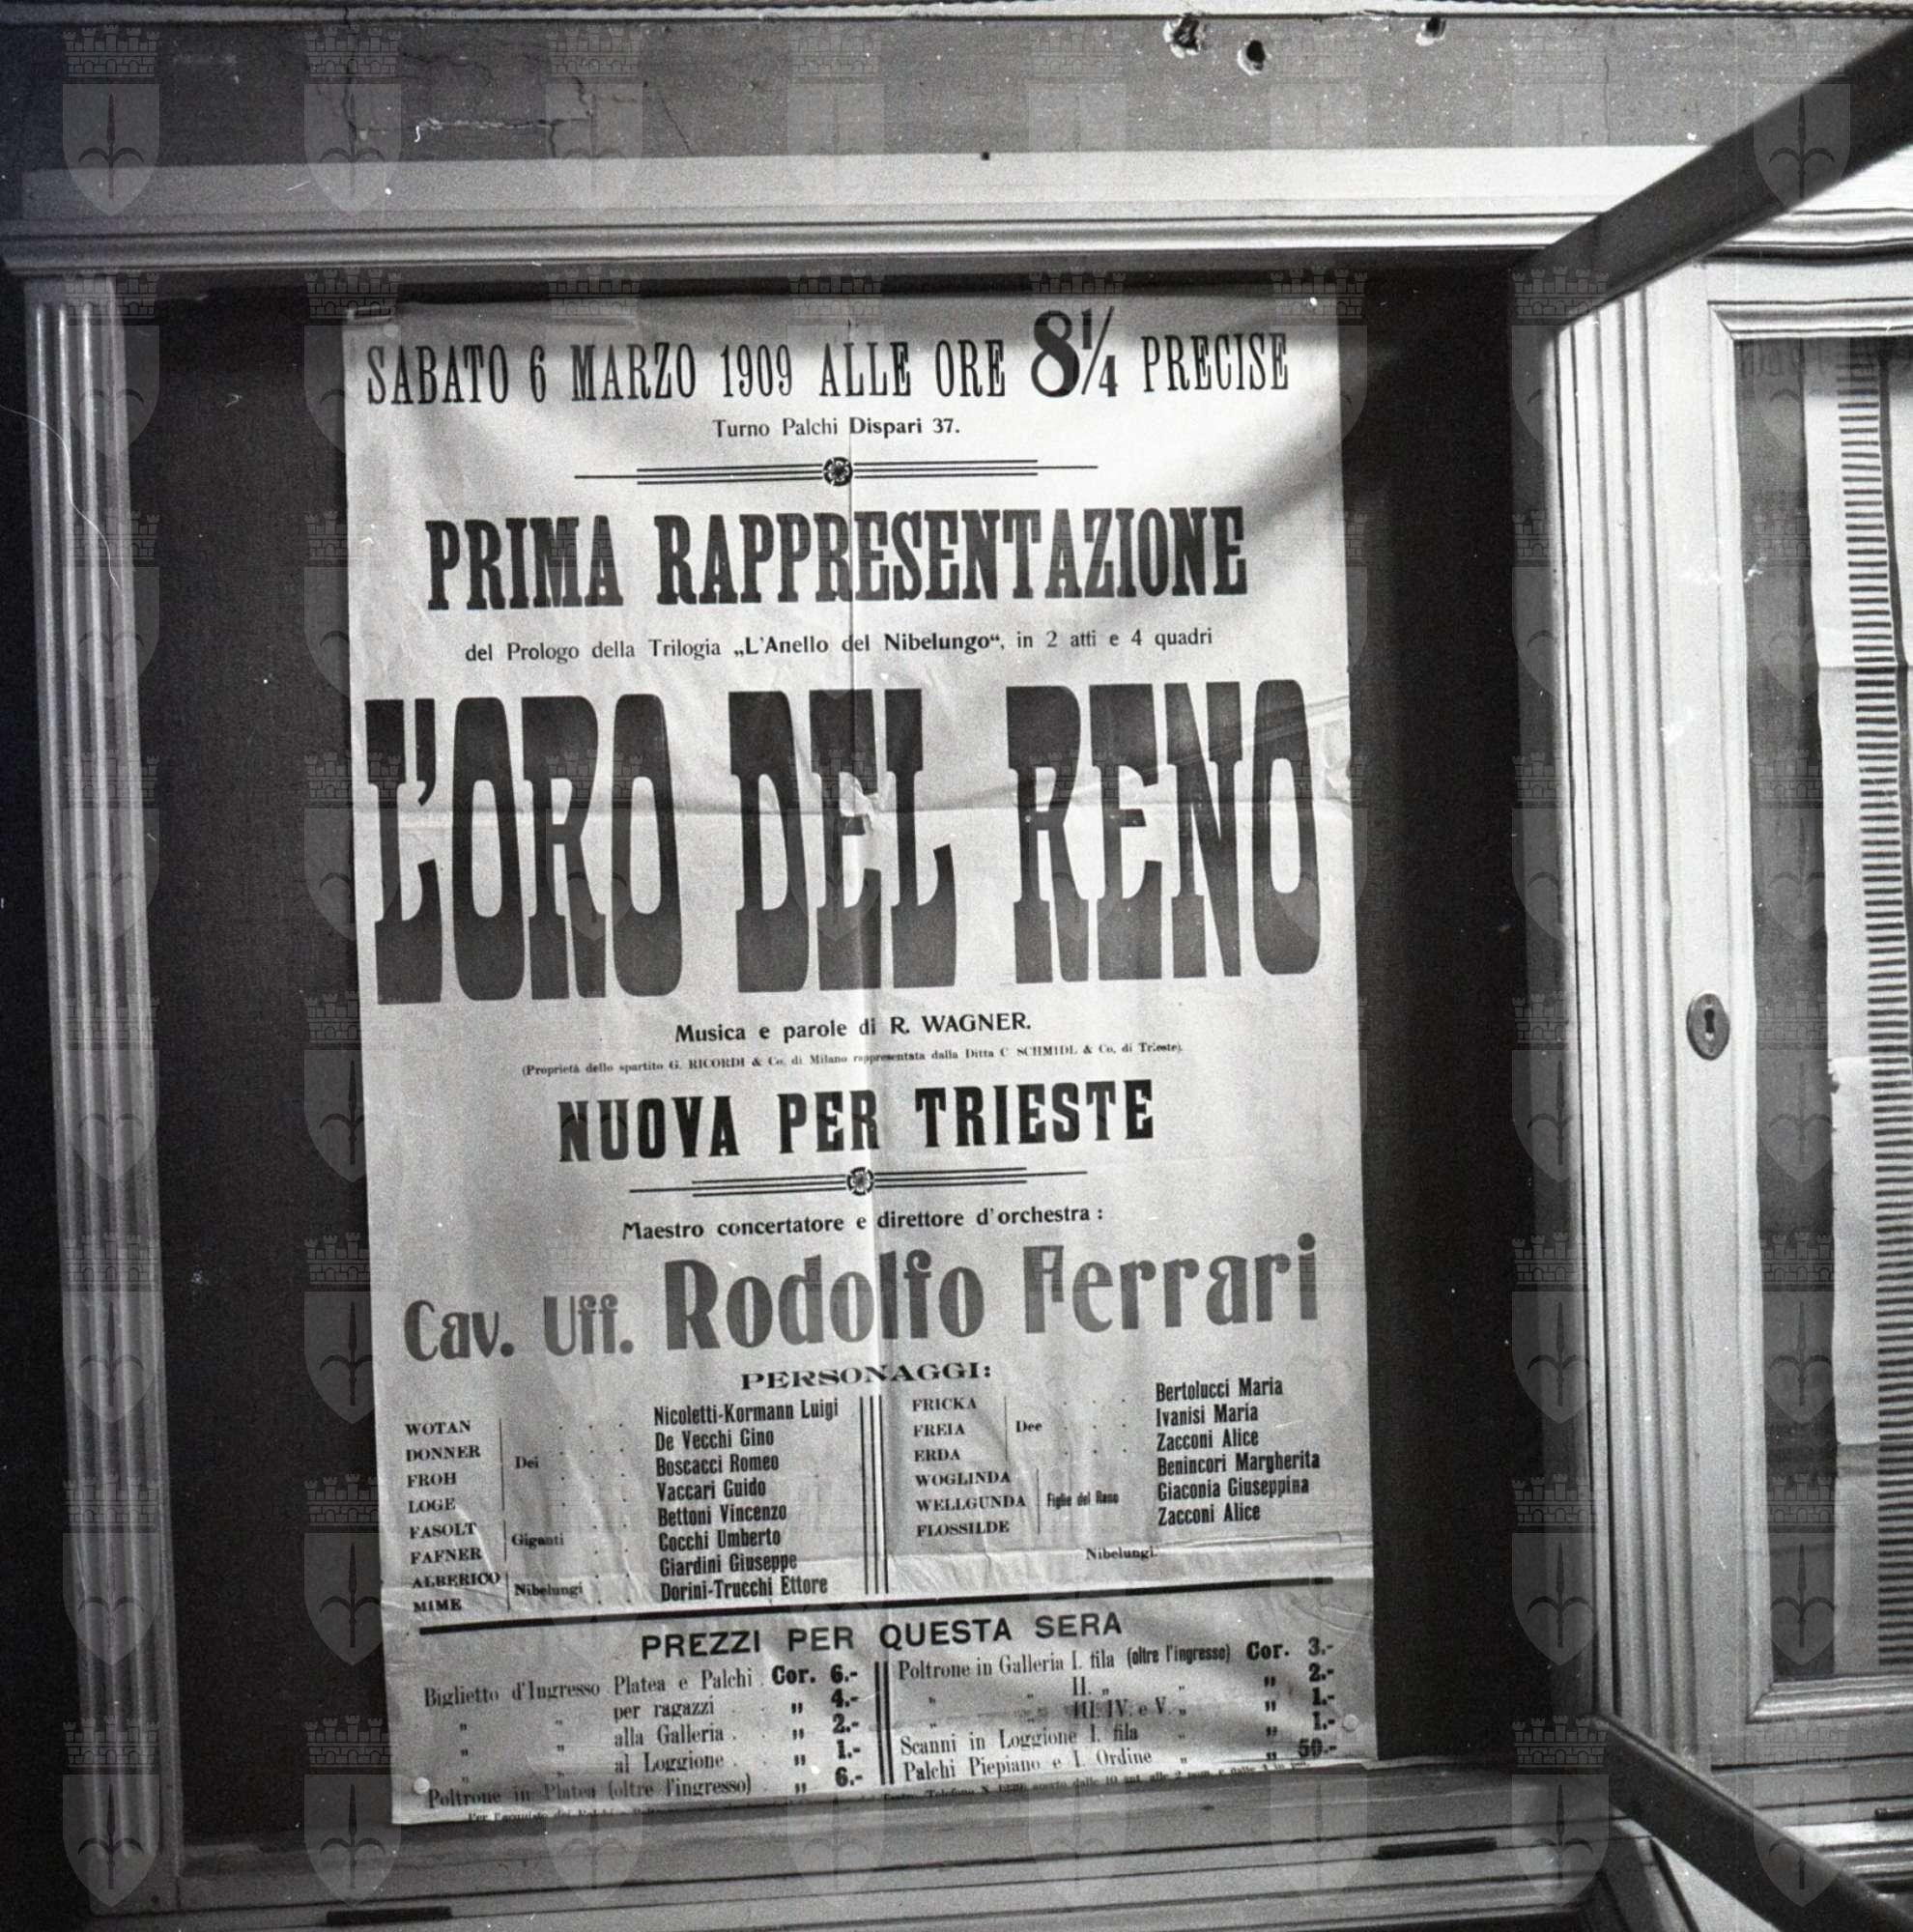 SABATO 6 MARZO 1909 ALLE ORE 8 1/4 PRECISE
Turno Palchi Dispari 37.
PRIMA RAPPRESENTAZIONE
del Prologo della Trilogia „L'Anello del Nibelungo“, in 2 atti e 4 quadri
L'ORO DEL RENO
Musica e parole di R. WAGNER.
(Proprietà dello spartito G. RICORDI & Co. di Milano rappresentata dalla Ditta C SCHMIDL & Co. di Trieste).
NUOVA PER TRIESTE
Maestro concertatore e direttore d'orchestra :
Cav. Uff. Rodolfo Ferrari
PERSONAGGI:
WOTAN . . . Nicoletti-Kormann Luigi
DONNER . . . De Vecchi Gino
Dei
FROH . . . Boscacci Romeo
LOGE . . . Vaccari Guido
FASOLT . . . Bettoni Vincenzo
Giganti
FAFNER . . . Cocchi Umberto
ALBERICO . . . Giardini Giuseppe
Nibelungi
MIME . . . Dorini-Trucchi Ettore
FRICKA . . . Bertolucci Maria
FREIA Dee . . . Ivanisi Maria
ERDA . . . Zacconi Alice
WOGLINDA Benincori Margherita
WELLGUNDA Figlie del Reno Giaconia Giuseppina
FLOSSILDE Zacconi Alice
Nibelungi.
PREZZI PER QUESTA SERA
Biglietto d'Ingresso Platea e Palchi . Cor. 6.-
" " per ragazzi . . " 4.-
" " alla Galleria . . " 2.-
" " al Loggione . . " 1.-
Poltrone in Platea (oltre l'ingresso) . " 6.-
Poltrone in Galleria I. fila (oltre l'ingresso) Cor. 3.-
" " II. " " " 2.-
" " III. IV. e V. " " 1.-
Scanni in Loggione I. fila " " 1.-
Palchi Piepiano e I. Ordine " " 50.-